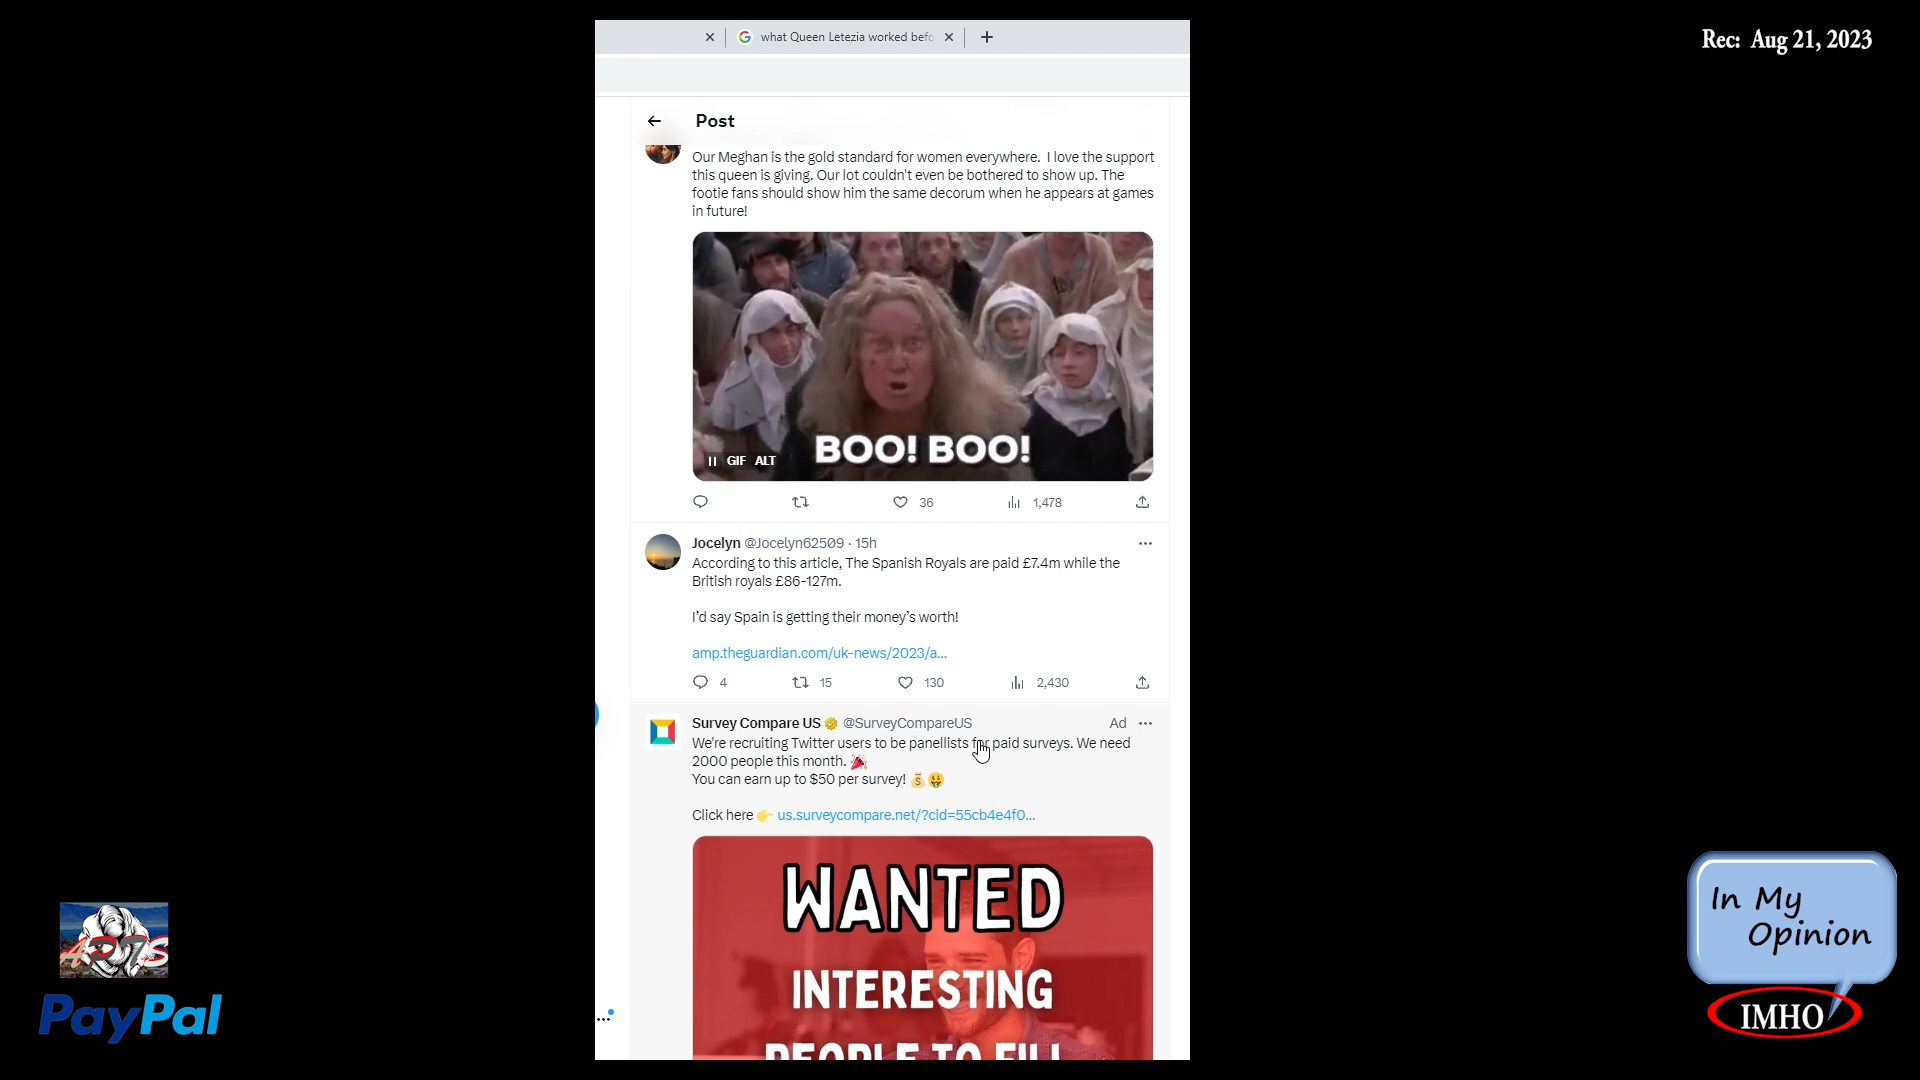 Rec: Aug 21, 2023
what Queen Letezia worked befo
Post
Our Meghan is the gold standard for women everywhere. I love the support
this queen is giving. Our lot couldn't even be bothered to show up. The
footie fans should show him the same decorum when he appears at games
in future!
BOO! BOO!
GIF ALT
36 1,478
Jocelyn @Jocelyn62509 · 15h
According to this article, The Spanish Royals are paid £7.4m while the
British royals £86-127m.
I'd say Spain is getting their money's worth!
amp.theguardian.com/uk-news/2023/a...
4 15 130 2,430
Survey Compare US @SurveyCompareUS Ad
We're recruiting Twitter users to be panellists for paid surveys. We need
2000 people this month.
You can earn up to $50 per survey!
Click here us.surveycompare.net/?cid=55cb4e4f0...
WANTED
INTERESTING
PEOPLE TO FILL
PayPal
In My
Opinion
IMHO